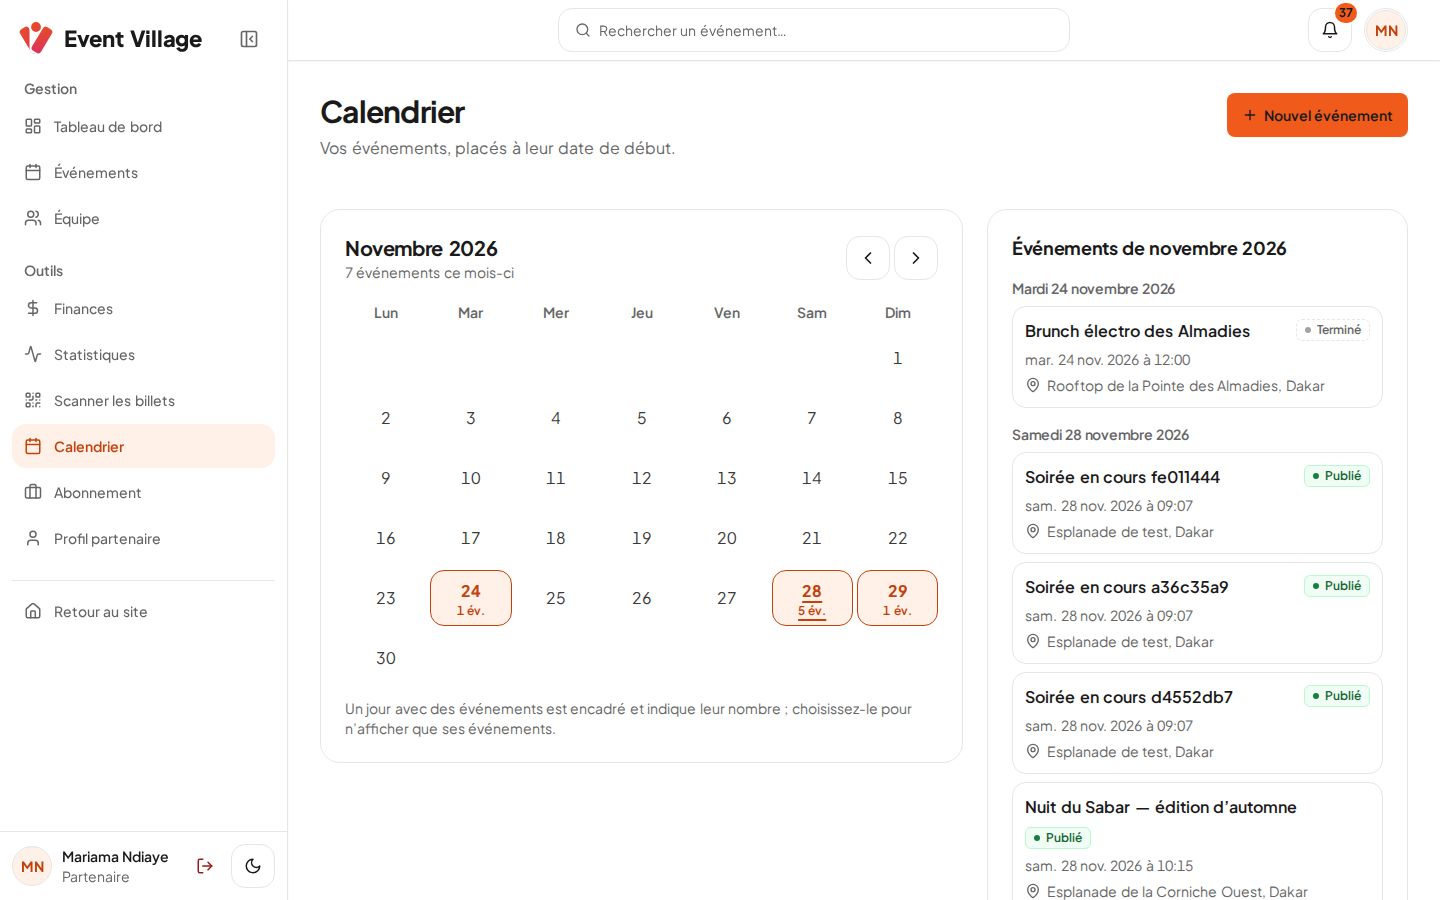 Event Village
Gestion
Tableau de bord
Événements
Équipe
Outils
Finances
Statistiques
Scanner les billets
Calendrier
Abonnement
Profil partenaire
Retour au site
MN
Mariama Ndiaye
Partenaire
Rechercher un événement…
37
MN
Calendrier
Vos événements, placés à leur date de début.
Nouvel événement
Novembre 2026
7 événements ce mois-ci
Lun Mar Mer Jeu Ven Sam Dim
1
2 3 4 5 6 7 8
9 10 11 12 13 14 15
16 17 18 19 20 21 22
23 24 25 26 27 28 29
1 év. 5 év. 1 év.
30
Un jour avec des événements est encadré et indique leur nombre ; choisissez-le pour
n’afficher que ses événements.
Événements de novembre 2026
Mardi 24 novembre 2026
Brunch électro des Almadies Terminé
mar. 24 nov. 2026 à 12:00
Rooftop de la Pointe des Almadies, Dakar
Samedi 28 novembre 2026
Soirée en cours fe011444 Publié
sam. 28 nov. 2026 à 09:07
Esplanade de test, Dakar
Soirée en cours a36c35a9 Publié
sam. 28 nov. 2026 à 09:07
Esplanade de test, Dakar
Soirée en cours d4552db7 Publié
sam. 28 nov. 2026 à 09:07
Esplanade de test, Dakar
Nuit du Sabar — édition d’automne
Publié
sam. 28 nov. 2026 à 10:15
Esplanade de la Corniche Ouest, Dakar